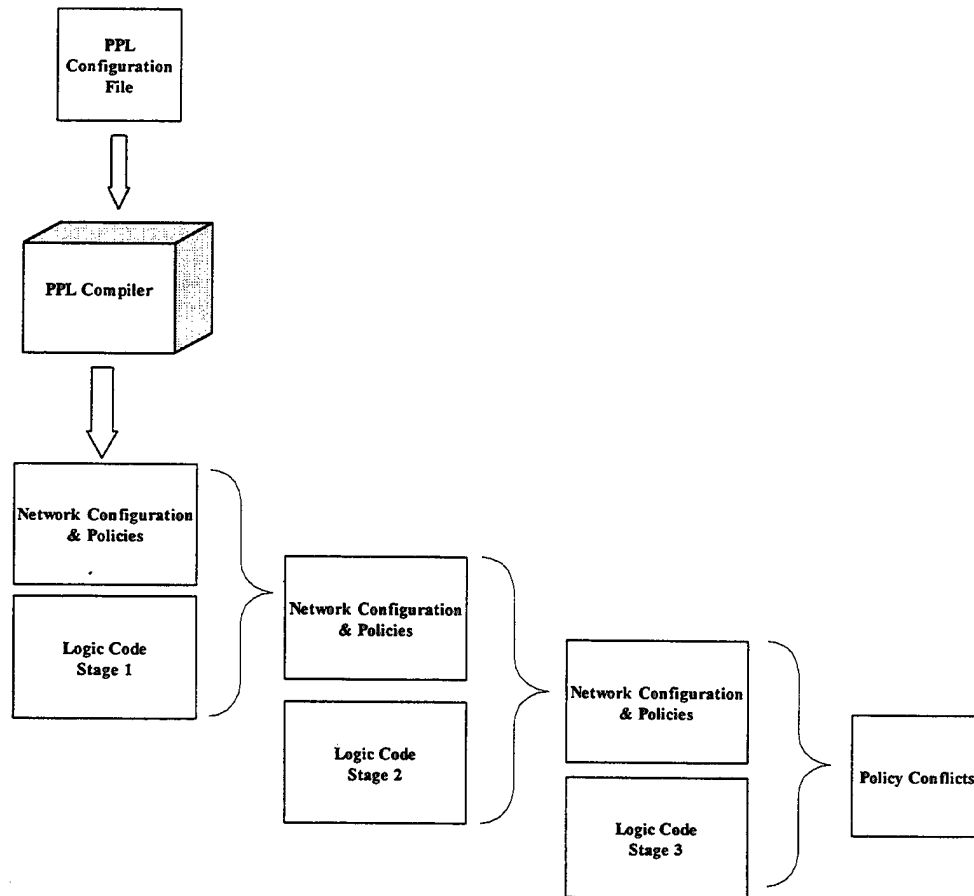 PPL
Configuration
File
PPL Compiler
Network Configuration
& Policies
Logic Code
Stage 1
Network Configuration
& Policies
Logic Code
Stage 2
Network Configuration
& Policies
Logic Code
Stage 3
Policy Conflicts